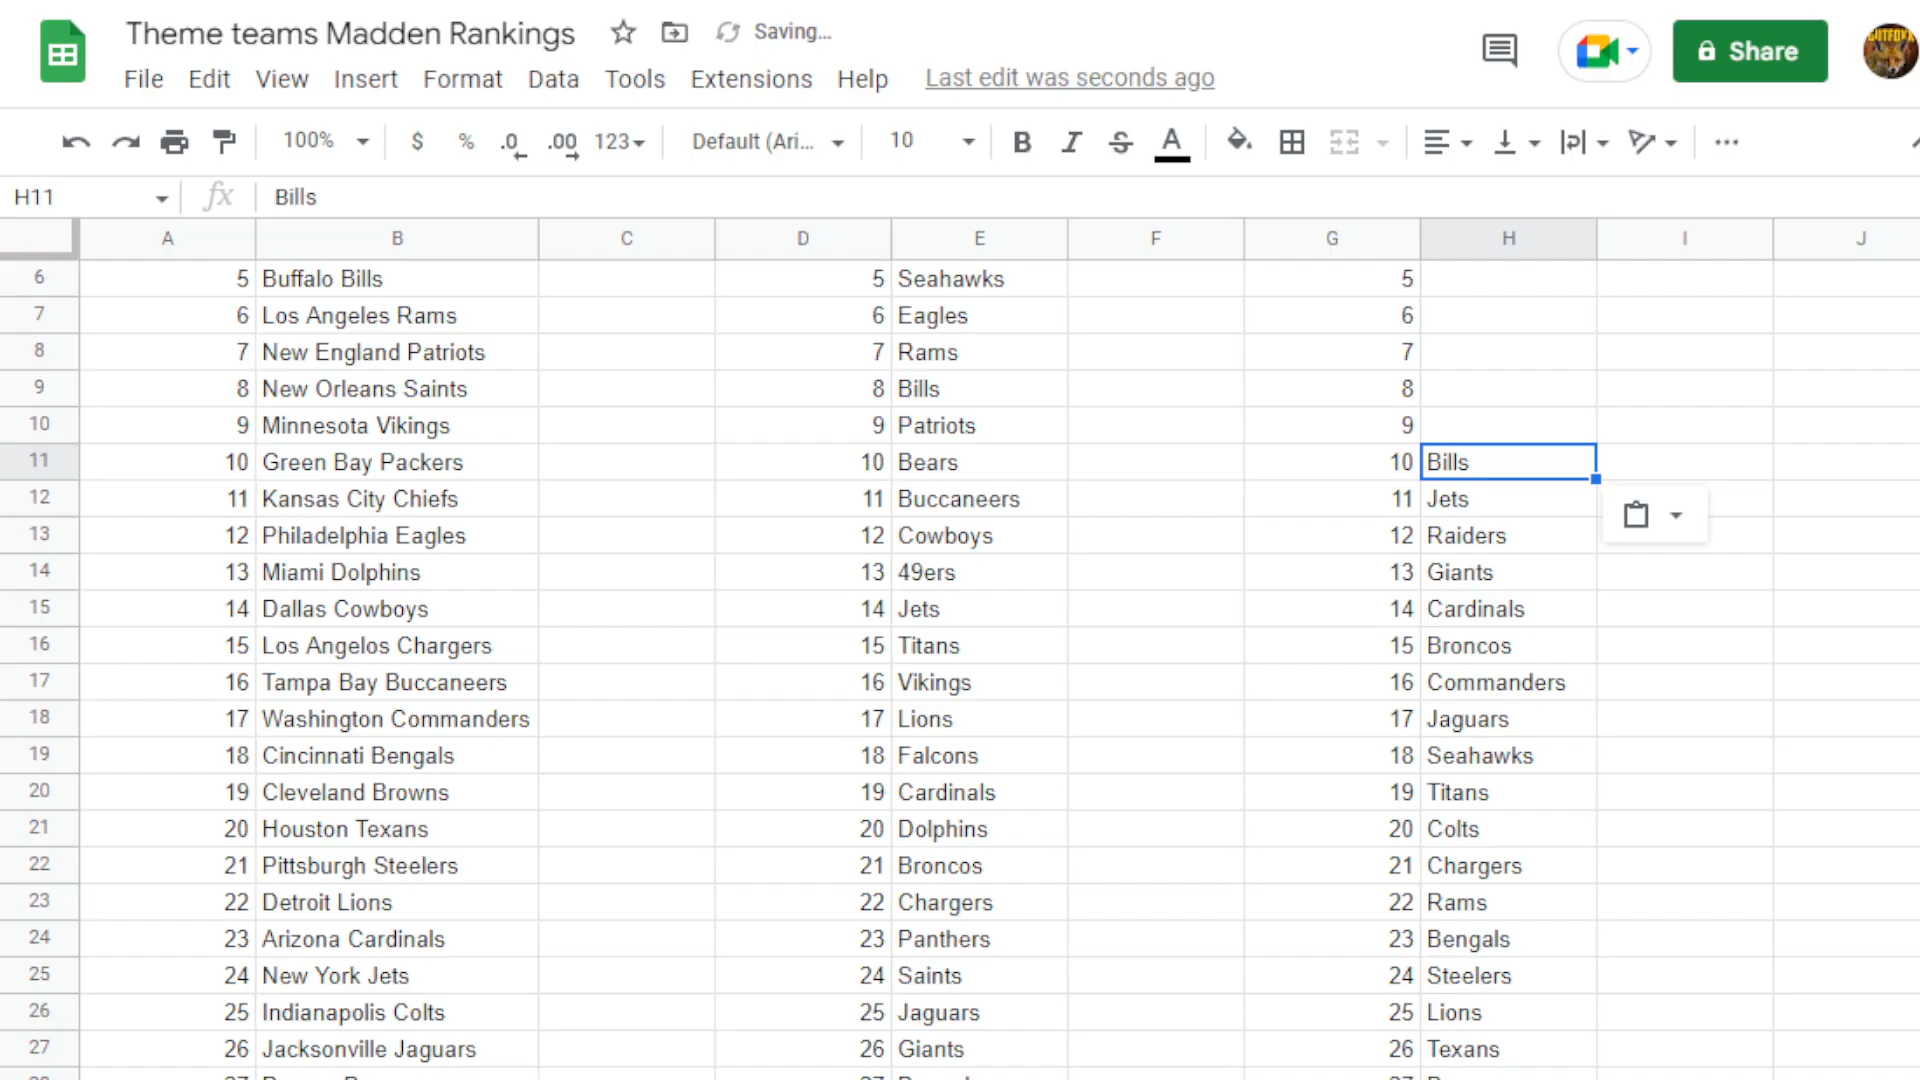 Theme teams Madden Rankings Saving...
File Edit View Insert Format Data Tools Extensions Help Last edit was seconds ago
Share
100% $ % .0 .00 123 Default (Ari... 10 B I S A ...
H11 fx Bills
A B C D E F G H I J
6 5 Buffalo Bills 5 Seahawks 5
7 6 Los Angeles Rams 6 Eagles 6
8 7 New England Patriots 7 Rams 7
9 8 New Orleans Saints 8 Bills 8
10 9 Minnesota Vikings 9 Patriots 9
11 10 Green Bay Packers 10 Bears 10 Bills
12 11 Kansas City Chiefs 11 Buccaneers 11 Jets
13 12 Philadelphia Eagles 12 Cowboys 12 Raiders
14 13 Miami Dolphins 13 49ers 13 Giants
15 14 Dallas Cowboys 14 Jets 14 Cardinals
16 15 Los Angelos Chargers 15 Titans 15 Broncos
17 16 Tampa Bay Buccaneers 16 Vikings 16 Commanders
18 17 Washington Commanders 17 Lions 17 Jaguars
19 18 Cincinnati Bengals 18 Falcons 18 Seahawks
20 19 Cleveland Browns 19 Cardinals 19 Titans
21 20 Houston Texans 20 Dolphins 20 Colts
22 21 Pittsburgh Steelers 21 Broncos 21 Chargers
23 22 Detroit Lions 22 Chargers 22 Rams
24 23 Arizona Cardinals 23 Panthers 23 Bengals
25 24 New York Jets 24 Saints 24 Steelers
26 25 Indianapolis Colts 25 Jaguars 25 Lions
27 26 Jacksonville Jaguars 26 Giants 26 Texans